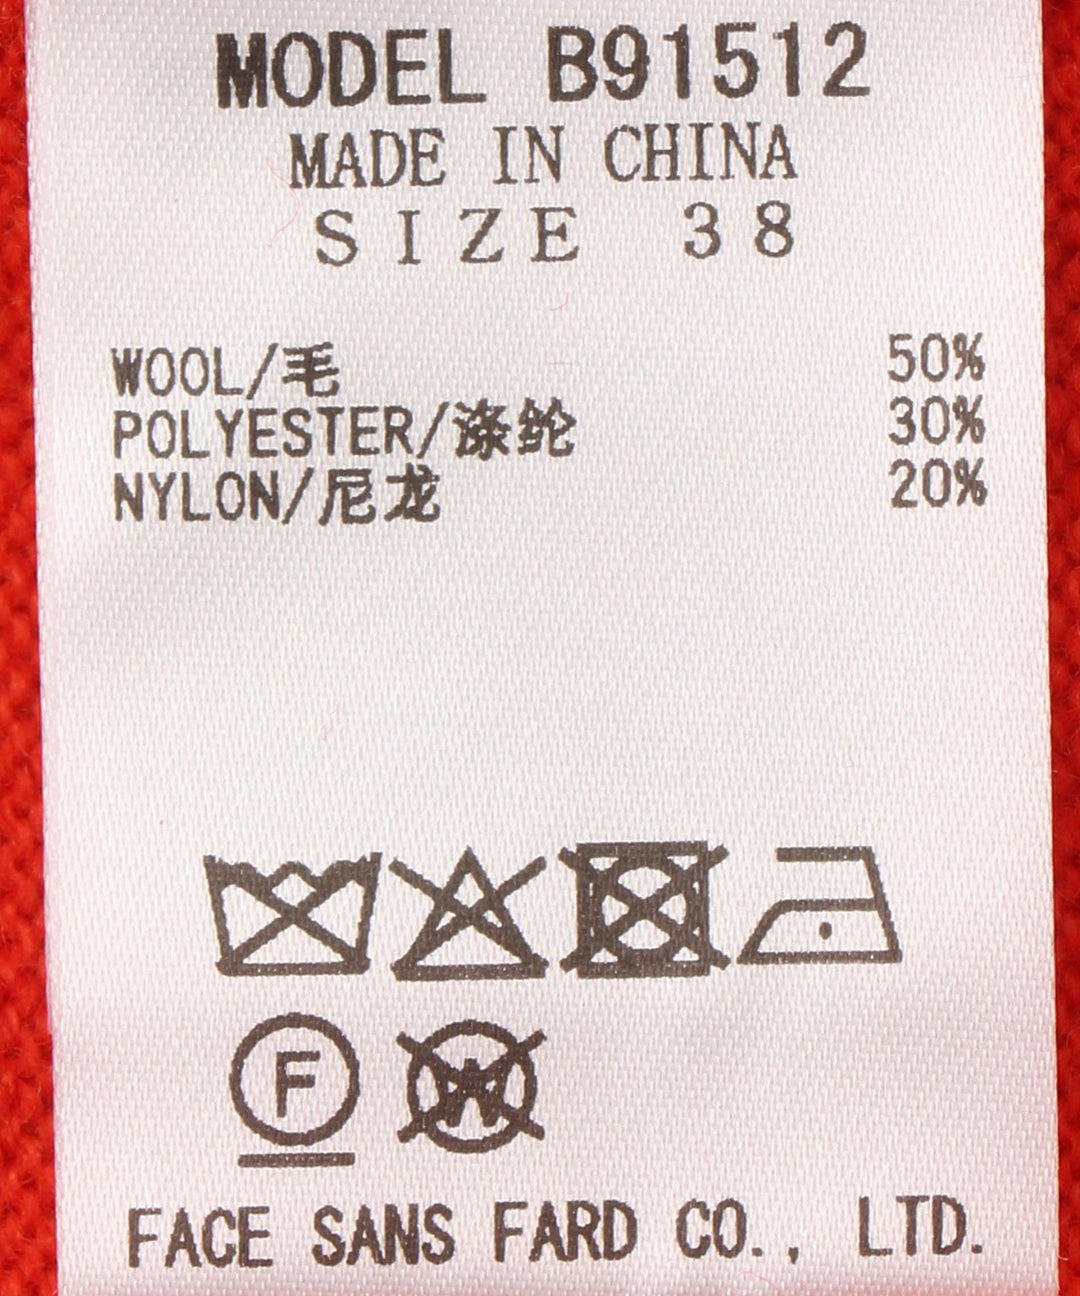 MODEL B91512
MADE IN CHINA
SIZE 38
WOOL/毛 50%
POLYESTER/涤纶 30%
NYLON/尼龙 20%
F W
FACE SANS FARD CO., LTD.